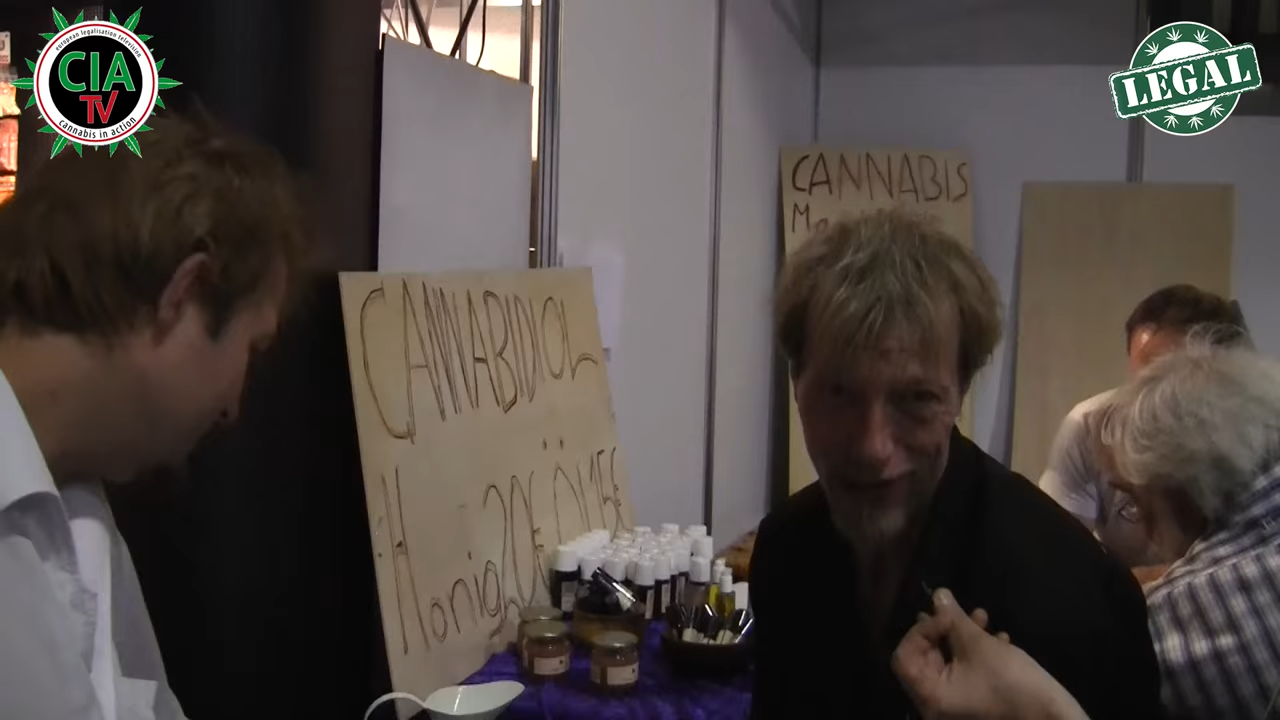 european legalisation television
CIA
TV
cannabis in action
LEGAL
CANNABIS
CANNABIDIOL
Honig 20€ ÖL 15€